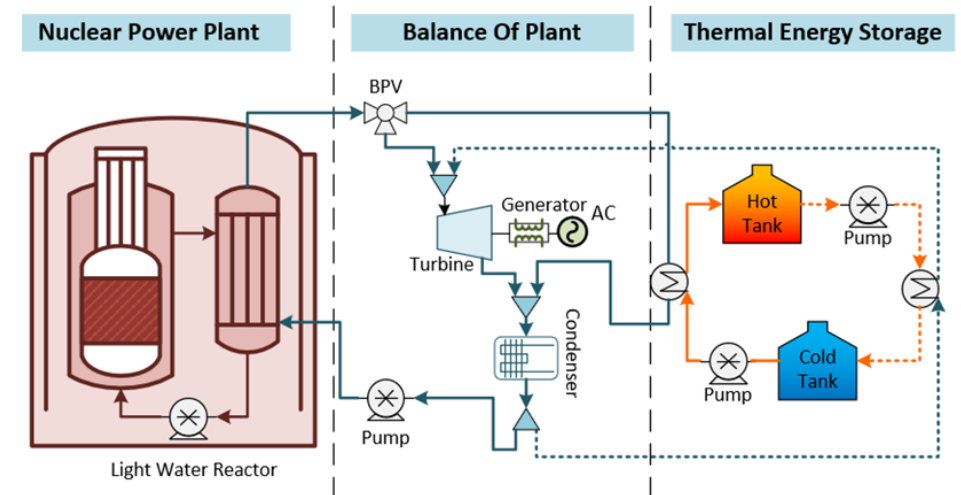 Nuclear Power Plant
Balance Of Plant
Thermal Energy Storage
BPV
Generator
AC
Turbine
Hot
Tank
Pump
Condenser
Cold
Tank
Pump
Pump
Light Water Reactor